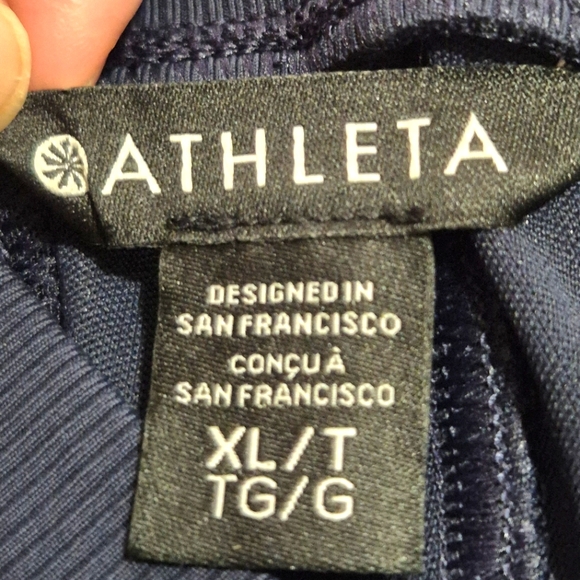 ATHLETA
DESIGNED IN
SAN FRANCISCO
CONÇU À
SAN FRANCISCO
XL/T
TG/G